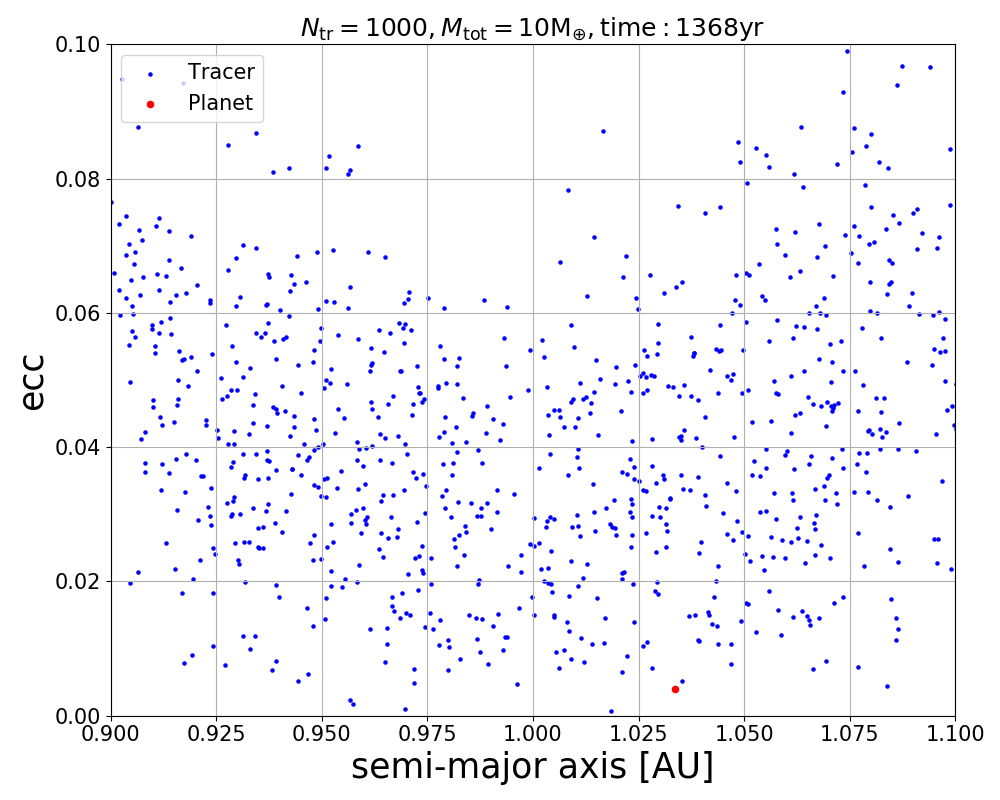 N_tr = 1000, M_tot = 10M_⊕, time : 1368yr
0.10
Tracer
Planet
0.08
0.06
ecc
0.04
0.02
0.00
0.900 0.925 0.950 0.975 1.000 1.025 1.050 1.075 1.100
semi-major axis [AU]